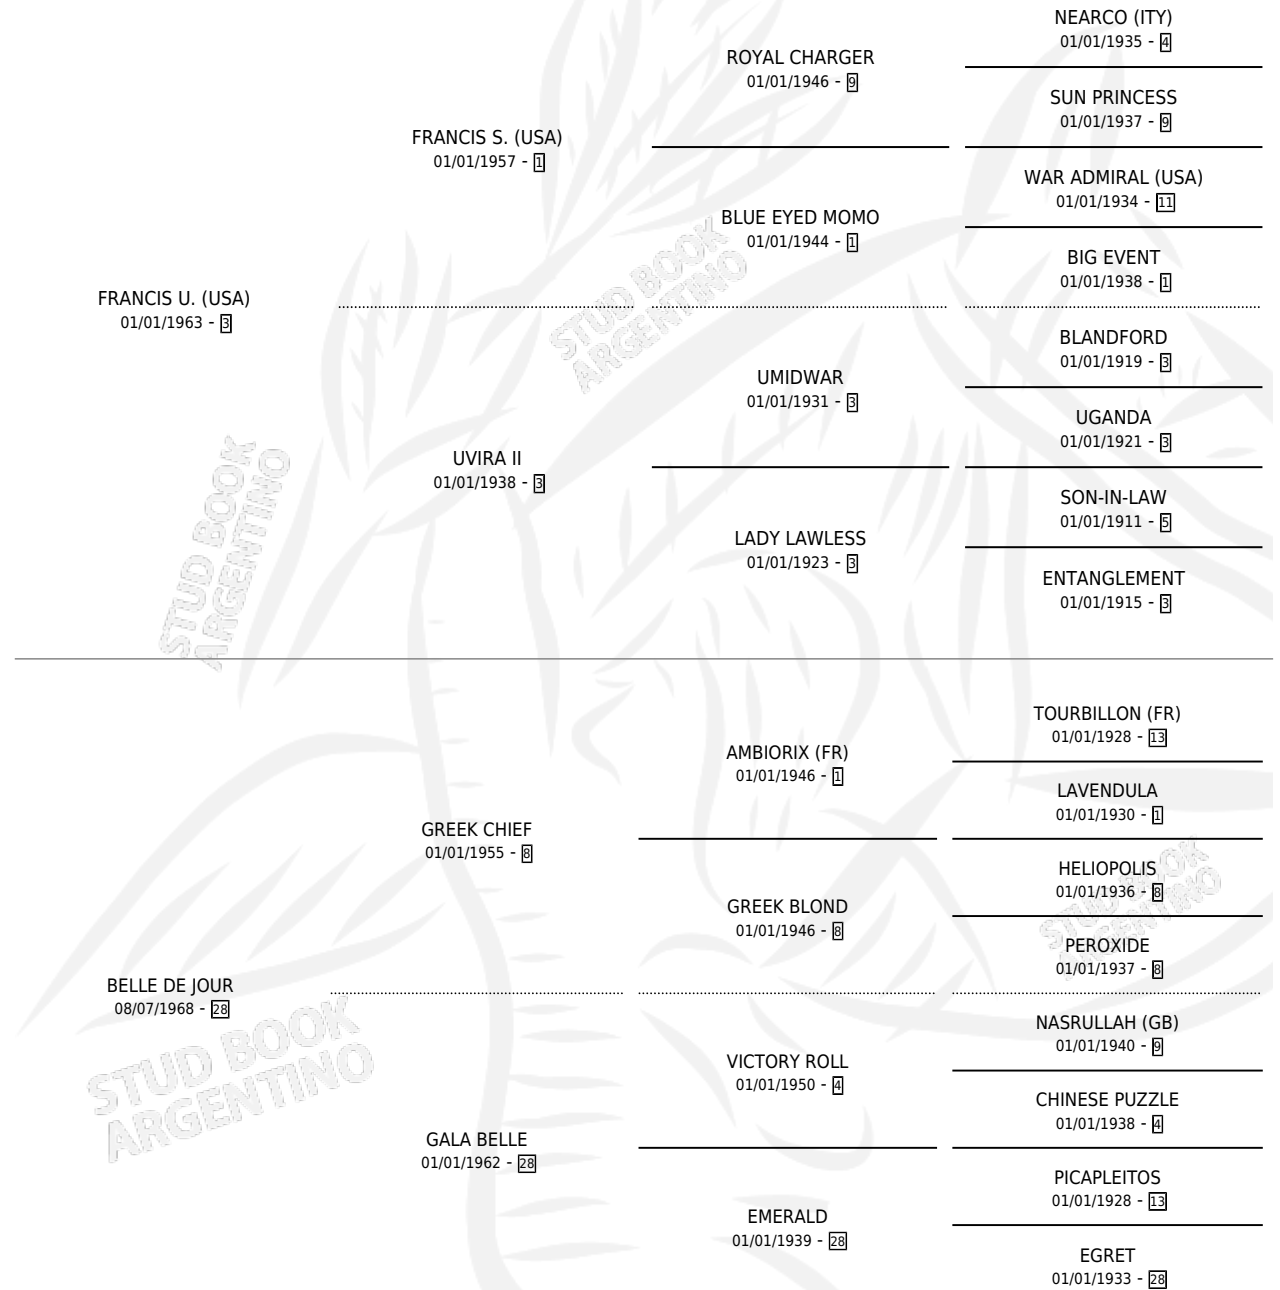 NEARCO (ITY)
01/01/1935 - 4
ROYAL CHARGER
01/01/1946 - 9
SUN PRINCESS
01/01/1937 - 9
FRANCIS S. (USA)
01/01/1957 - 1
WAR ADMIRAL (USA)
01/01/1934 - 11
BLUE EYED MOMO
01/01/1944 - 1
BIG EVENT
01/01/1938 - 1
FRANCIS U. (USA)
01/01/1963 - 3
STUD BOOK
ARGENTINO
BLANDFORD
01/01/1919 - 3
UMIDWAR
01/01/1931 - 3
UGANDA
01/01/1921 - 3
UVIRA II
01/01/1938 - 3
SON-IN-LAW
01/01/1911 - 5
LADY LAWLESS
01/01/1923 - 3
ENTANGLEMENT
01/01/1915 - 3
STUD BOOK
ARGENTINO
TOURBILLON (FR)
01/01/1928 - 13
AMBIORIX (FR)
01/01/1946 - 1
LAVENDULA
01/01/1930 - 1
GREEK CHIEF
01/01/1955 - 8
HELIOPOLIS
01/01/1936 - 8
GREEK BLOND
01/01/1946 - 8
STUD BOOK
ARGENTINO
PEROXIDE
01/01/1937 - 8
BELLE DE JOUR
08/07/1968 - 28
NASRULLAH (GB)
01/01/1940 - 9
VICTORY ROLL
01/01/1950 - 4
STUD BOOK
ARGENTINO
CHINESE PUZZLE
01/01/1938 - 4
GALA BELLE
01/01/1962 - 28
PICAPLEITOS
01/01/1928 - 13
EMERALD
01/01/1939 - 28
EGRET
01/01/1933 - 28